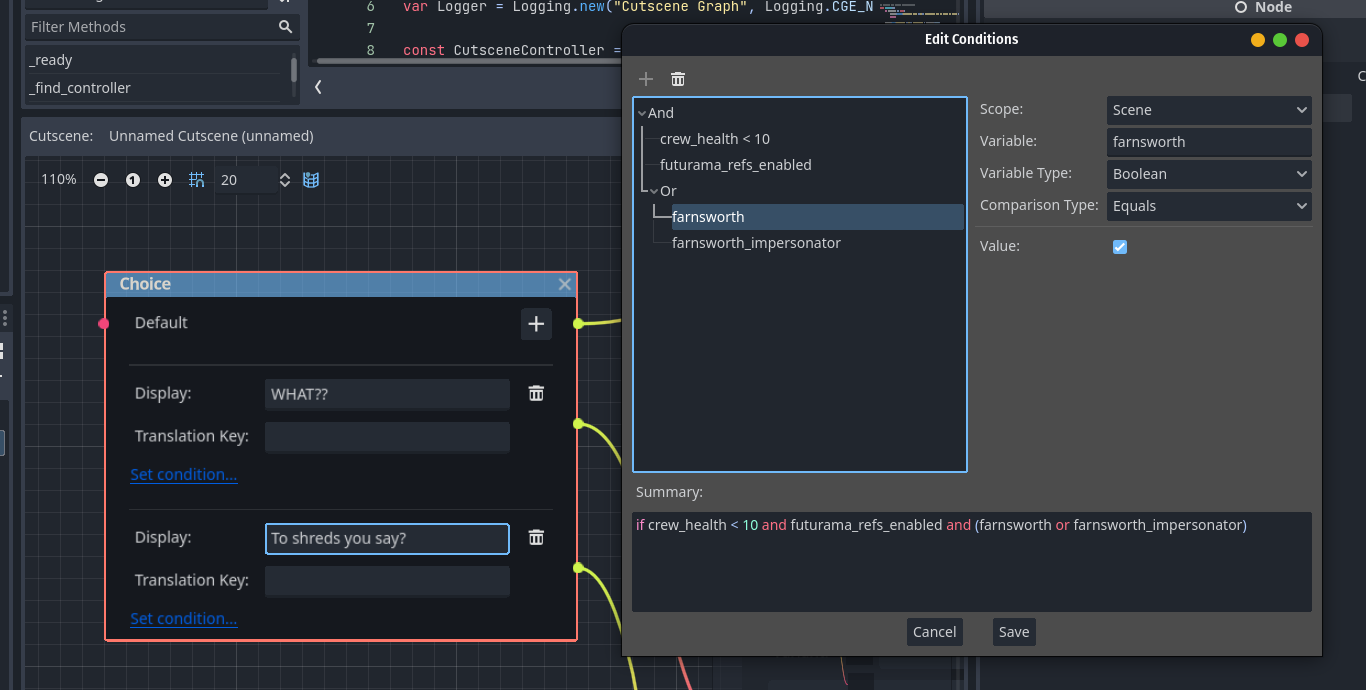 6 var Logger = Logging.new("Cutscene Graph", Logging.CGE_N
7
8 const CutsceneController =
Node
Filter Methods
_ready
_find_controller
Cutscene: Unnamed Cutscene (unnamed)
110% 1 20
Choice
Default
Display: WHAT??
Translation Key:
Set condition...
Display: To shreds you say?
Translation Key:
Set condition...
Edit Conditions
And
crew_health < 10
futurama_refs_enabled
Or
farnsworth
farnsworth_impersonator
Scope: Scene
Variable: farnsworth
Variable Type: Boolean
Comparison Type: Equals
Value:
Summary:
if crew_health < 10 and futurama_refs_enabled and (farnsworth or farnsworth_impersonator)
Cancel Save